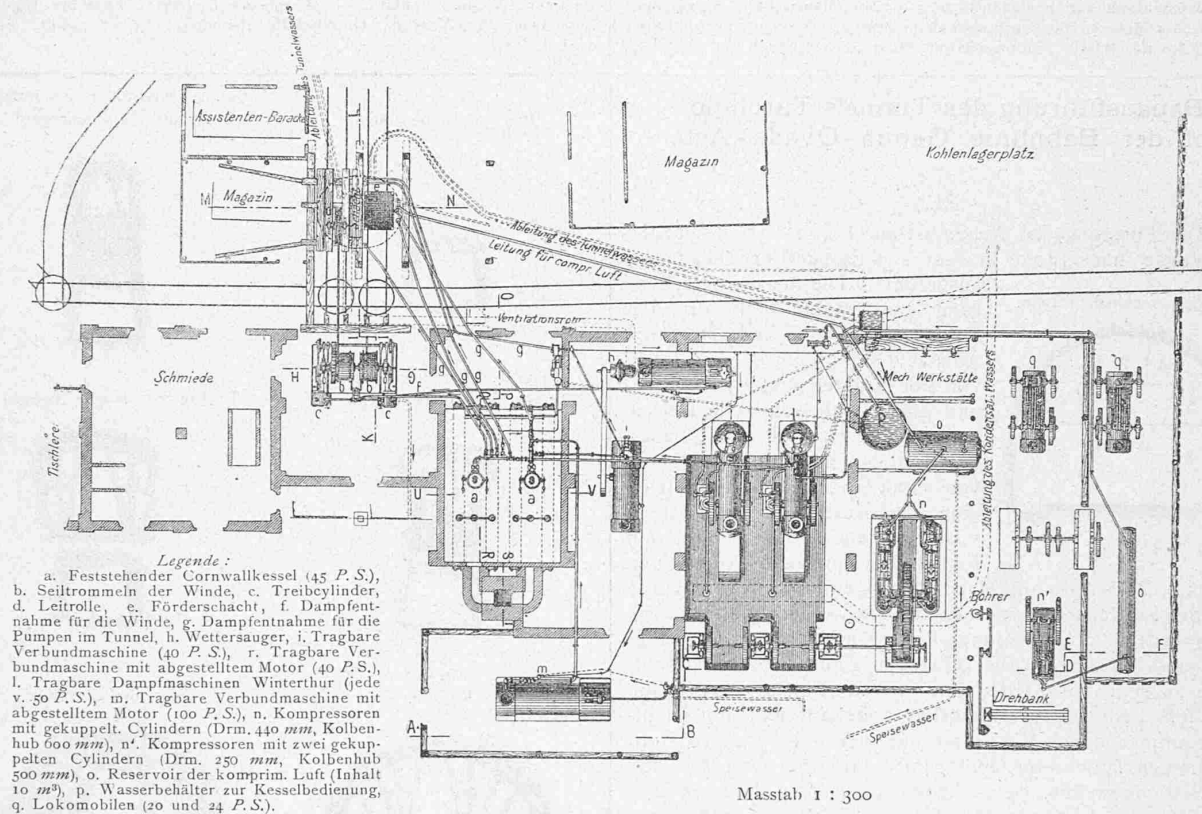 Ableitung des Tunnelwassers
Assistenten-Baracke
Magazin
M
L
N
e
Magazin
Kohlenlagerplatz
Ableitung des Tunnelwassers
Leitung für compr. Luft
O
Ventilationsrohr
Schmiede
Tischlerei
H
b
c
c
G
f
K
g
g
g
g
g
h
i
l
l
Mech. Werkstätte
p
o
q
q
Ableitung des Kondensat. Wassers
U
a
a
V
R
S
n
n'
o
Bohrer
E
F
D
Drehbank
m
Speisewasser
Speisewasser
A
B
Legende :
a. Feststehender Cornwallkessel (45 P. S.),
b. Seiltrommeln der Winde, c. Treibcylinder,
d. Leitrolle, e. Förderschacht, f. Dampfent-
nahme für die Winde, g. Dampfentnahme für die
Pumpen im Tunnel, h. Wettersauger, i. Tragbare
Verbundmaschine (40 P. S.), r. Tragbare Ver-
bundmaschine mit abgestelltem Motor (40 P. S.),
l. Tragbare Dampfmaschinen Winterthur (jede
v. 50 P. S.), m. Tragbare Verbundmaschine mit
abgestelltem Motor (100 P. S.), n. Kompressoren
mit gekuppelt. Cylindern (Drm. 440 mm, Kolben-
hub 600 mm), n'. Kompressoren mit zwei gekup-
pelten Cylindern (Drm. 250 mm, Kolbenhub
500 mm), o. Reservoir der komprim. Luft (Inhalt
10 m³), p. Wasserbehälter zur Kesselbedienung,
q. Lokomobilen (20 und 24 P. S.).
Masstab 1 : 300